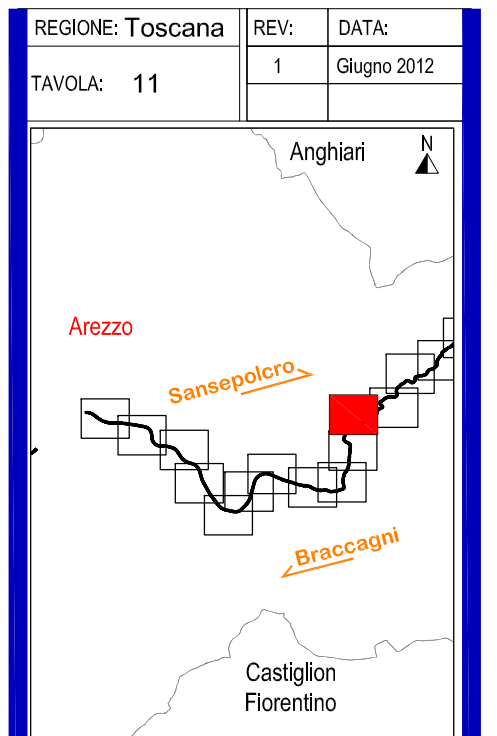 REGIONE: Toscana
REV:
DATA:
TAVOLA: 11
1
Giugno 2012
Anghiari
N
Arezzo
Sansepolcro
Braccagni
Castiglion
Fiorentino